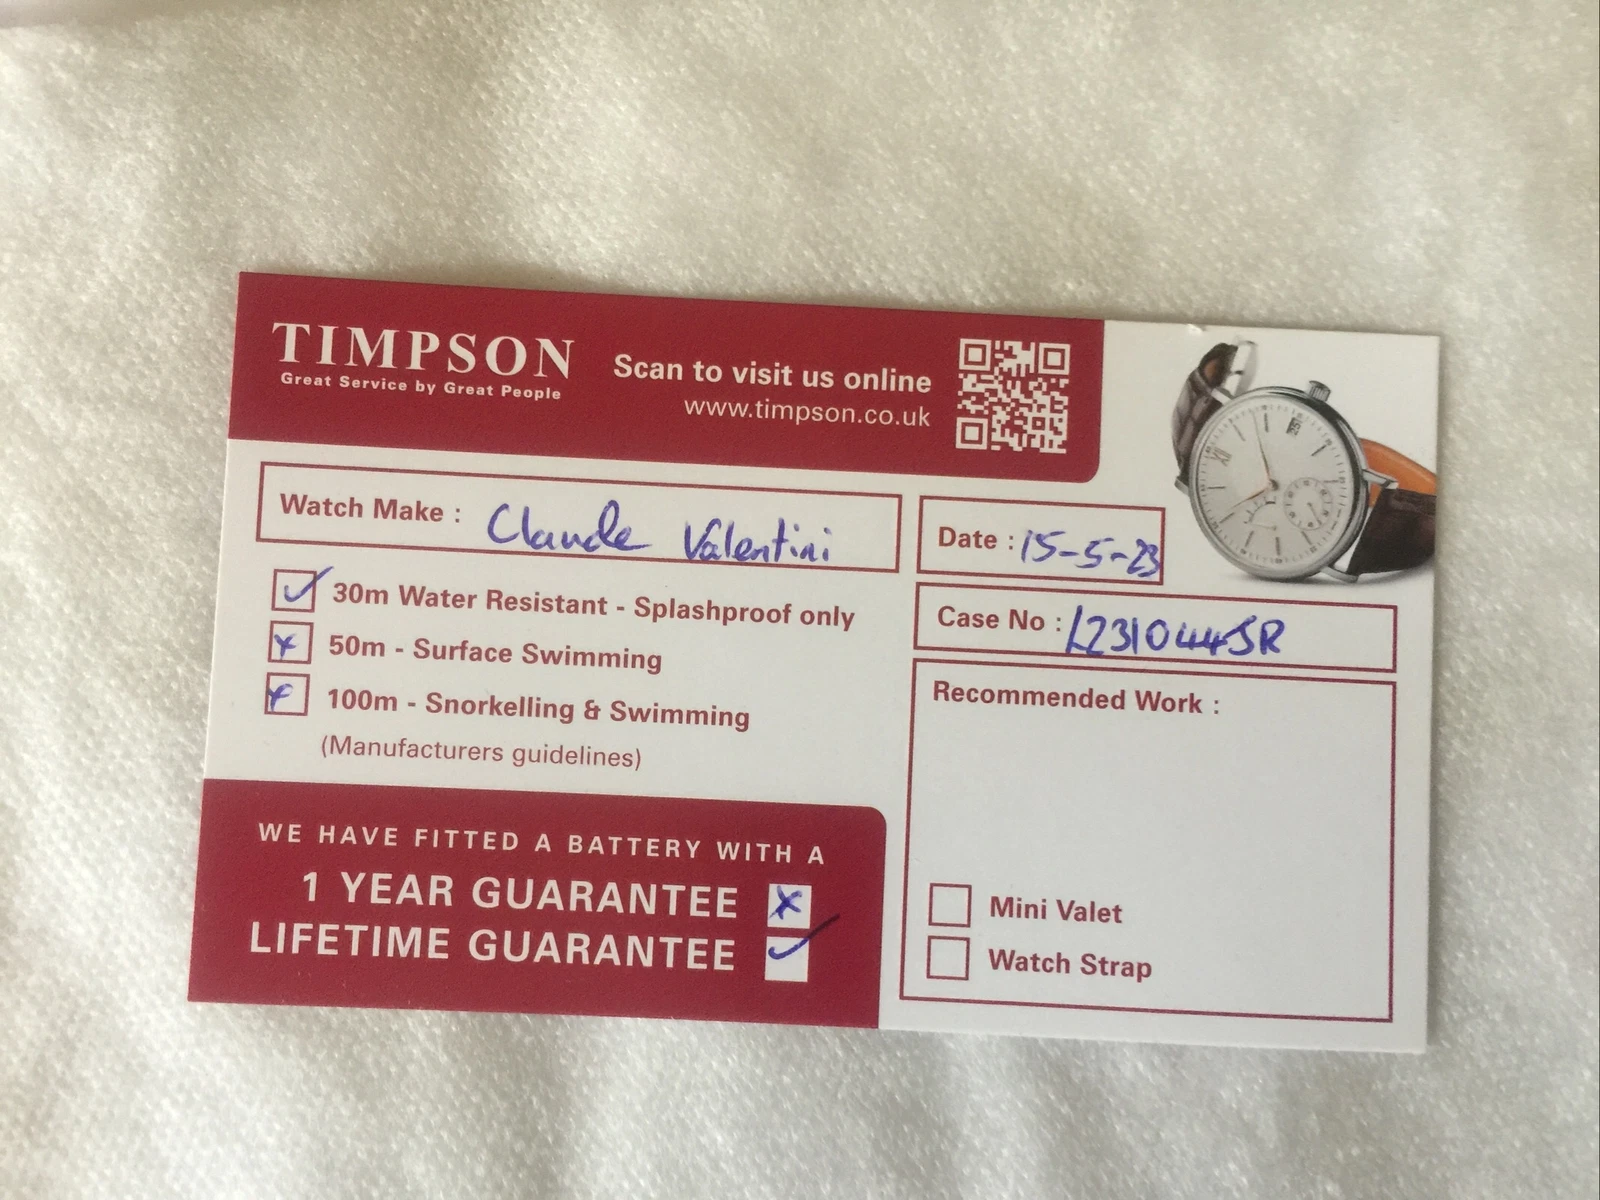 TIMPSON
Great Service by Great People
Scan to visit us online
www.timpson.co.uk
Watch Make : Claude Valentini
Date : 15-5-23
30m Water Resistant - Splashproof only
50m - Surface Swimming
100m - Snorkelling & Swimming
(Manufacturers guidelines)
Case No : L231044JR
Recommended Work :
WE HAVE FITTED A BATTERY WITH A
1 YEAR GUARANTEE
LIFETIME GUARANTEE
Mini Valet
Watch Strap